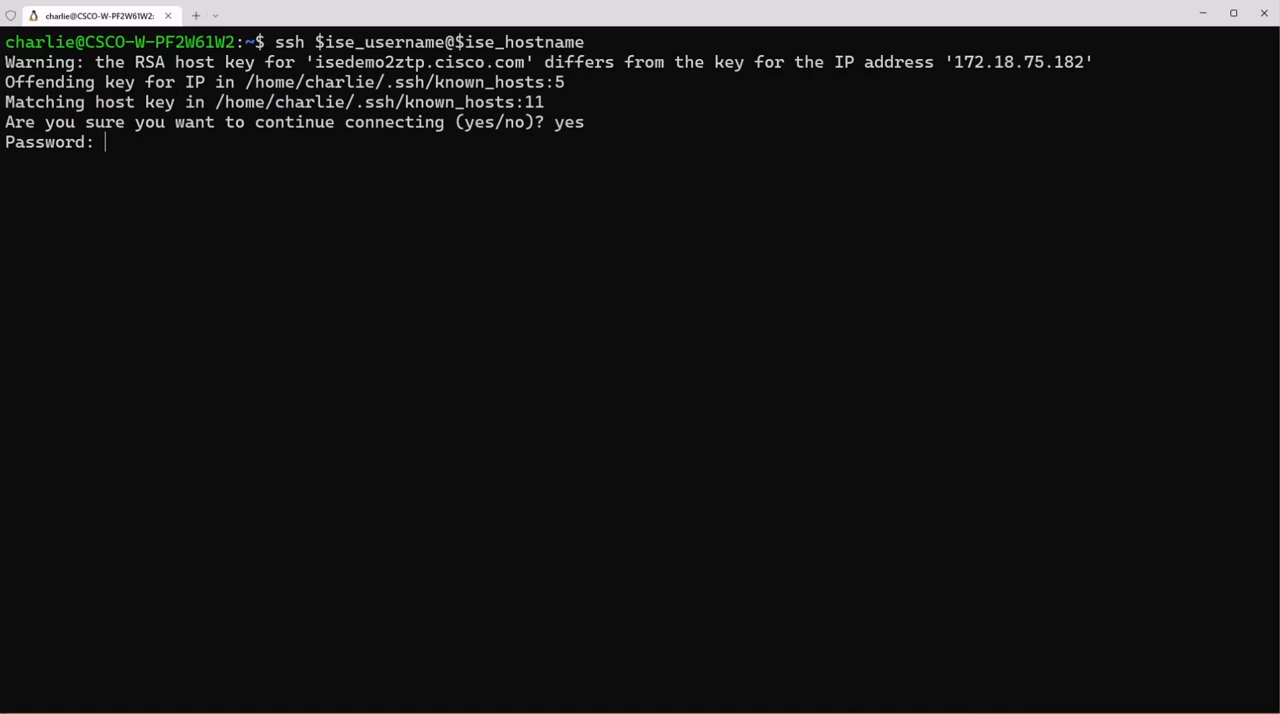 charlie@CSCO-W-PF2W61W2:
charlie@CSCO-W-PF2W61W2:~$ ssh $ise_username@$ise_hostname
Warning: the RSA host key for 'isedemo2ztp.cisco.com' differs from the key for the IP address '172.18.75.182'
Offending key for IP in /home/charlie/.ssh/known_hosts:5
Matching host key in /home/charlie/.ssh/known_hosts:11
Are you sure you want to continue connecting (yes/no)? yes
Password: